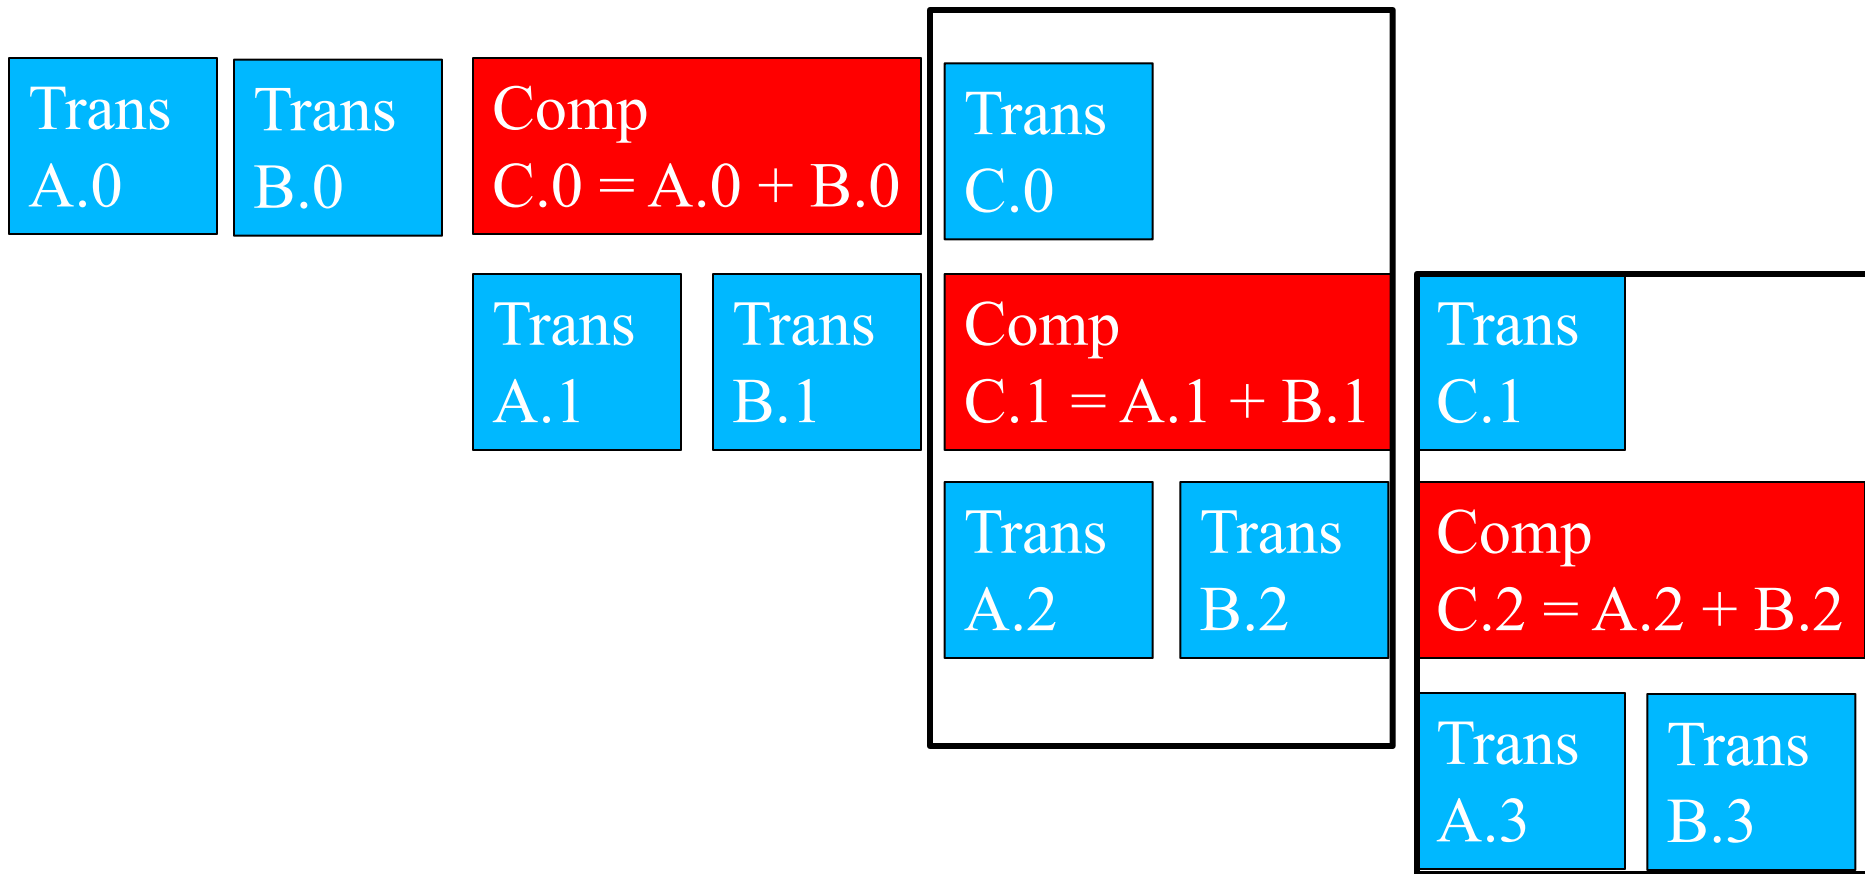 Trans
A.0
Trans
B.0
Comp
C.0 = A.0 + B.0
Trans
C.0
Trans
A.1
Trans
B.1
Comp
C.1 = A.1 + B.1
Trans
C.1
Trans
A.2
Trans
B.2
Comp
C.2 = A.2 + B.2
Trans
A.3
Trans
B.3